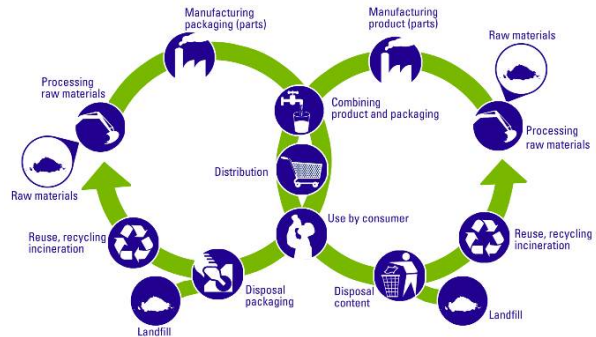 Manufacturing
packaging (parts)
Manufacturing
product (parts)
Raw materials
Processing
raw materials
Combining
product and packaging
Processing
raw materials
Raw materials
Distribution
Use by consumer
Reuse, recycling
incineration
Reuse, recycling
incineration
Disposal
packaging
Disposal
content
Landfill
Landfill